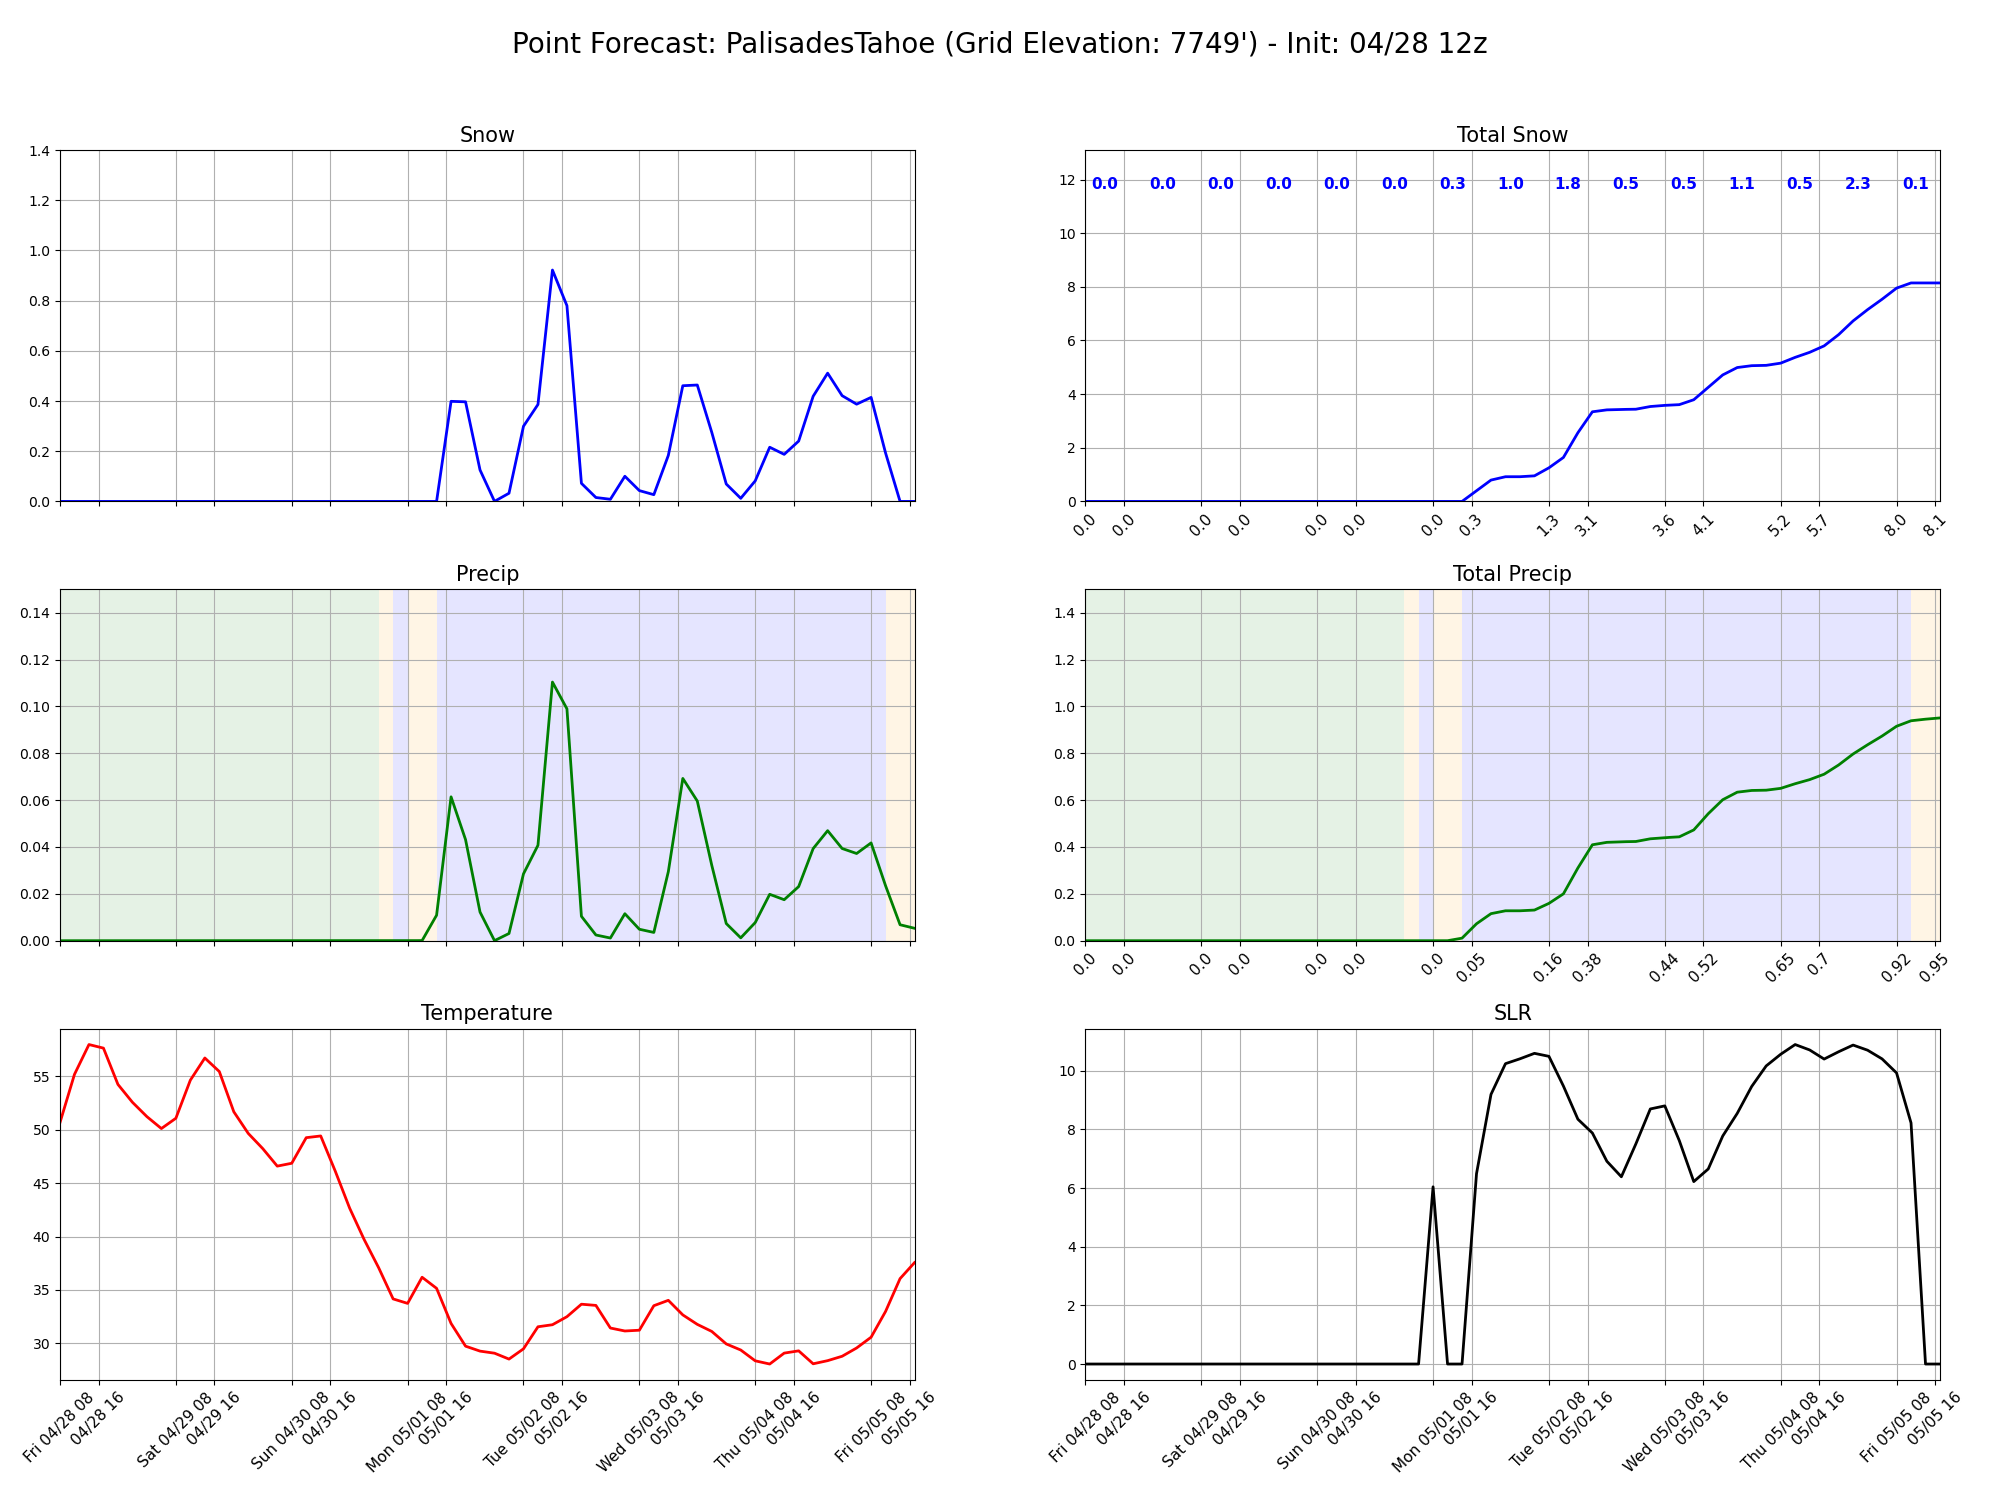 Point Forecast: PalisadesTahoe (Grid Elevation: 7749') - Init: 04/28 12z
Snow
1.4
1.2
1.0
0.8
0.6
0.4
0.2
0.0
Total Snow
12
10
8
6
4
2
0
0.0 0.0 0.0 0.0 0.0 0.0 0.3 1.0 1.8 0.5 0.5 1.1 0.5 2.3 0.1
0.0 0.0 0.0 0.0 0.0 0.0 0.0 0.3 1.3 3.1 3.6 4.1 5.2 5.7 8.0 8.1
Precip
0.14
0.12
0.10
0.08
0.06
0.04
0.02
0.00
Total Precip
1.4
1.2
1.0
0.8
0.6
0.4
0.2
0.0
0.0 0.0 0.0 0.0 0.0 0.0 0.0 0.05 0.16 0.38 0.44 0.52 0.65 0.7 0.92 0.95
Temperature
55
50
45
40
35
30
Fri 04/28 08
04/28 16
Sat 04/29 08
04/29 16
Sun 04/30 08
04/30 16
Mon 05/01 08
05/01 16
Tue 05/02 08
05/02 16
Wed 05/03 08
05/03 16
Thu 05/04 08
05/04 16
Fri 05/05 08
05/05 16
SLR
10
8
6
4
2
0
Fri 04/28 08
04/28 16
Sat 04/29 08
04/29 16
Sun 04/30 08
04/30 16
Mon 05/01 08
05/01 16
Tue 05/02 08
05/02 16
Wed 05/03 08
05/03 16
Thu 05/04 08
05/04 16
Fri 05/05 08
05/05 16